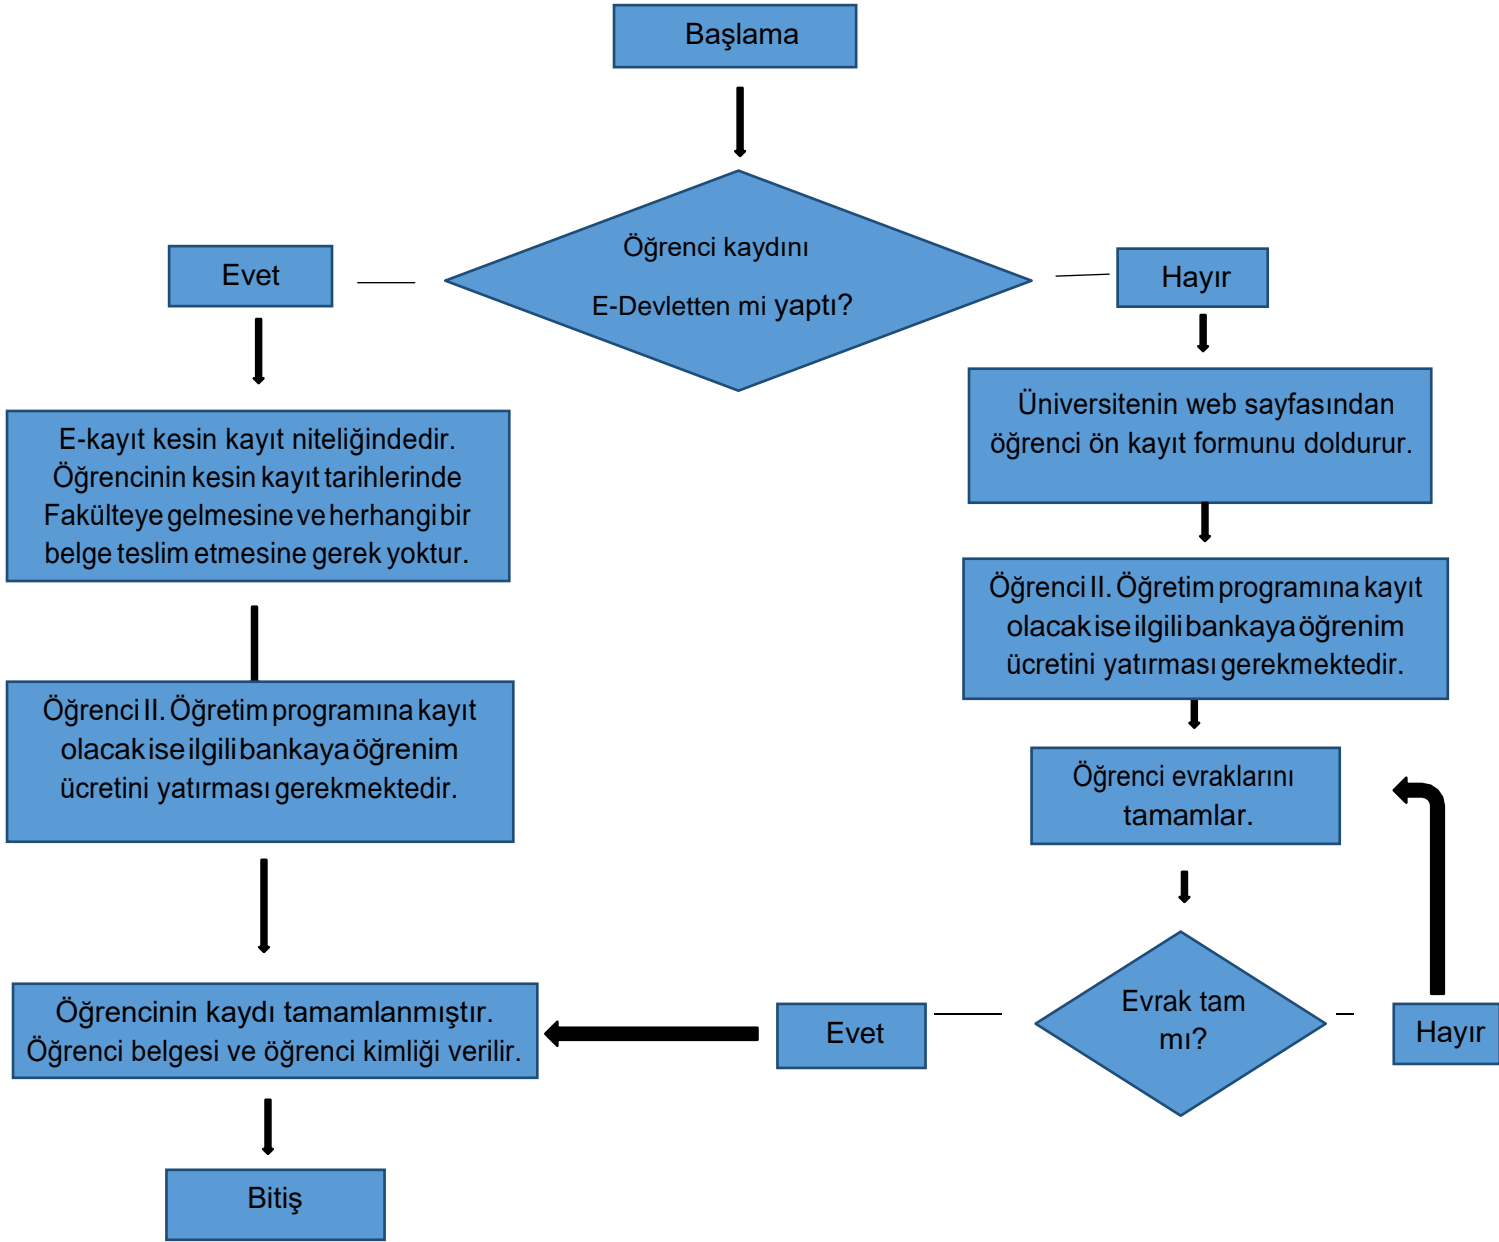 Başlama
Öğrenci kaydını
E-Devletten mi yaptı?
Evet
Hayır
E-kayıt kesin kayıt niteliğindedir.
Öğrencinin kesin kayıt tarihlerinde
Fakülteye gelmesine ve herhangi bir
belge teslim etmesine gerek yoktur.
Öğrenci II. Öğretim programına kayıt
olacak ise ilgili bankaya öğrenim
ücretini yatırması gerekmektedir.
Üniversitenin web sayfasından
öğrenci ön kayıt formunu doldurur.
Öğrenci II. Öğretim programına kayıt
olacak ise ilgili bankaya öğrenim
ücretini yatırması gerekmektedir.
Öğrenci evraklarını
tamamlar.
Evrak tam
mı?
Evet
Hayır
Öğrencinin kaydı tamamlanmıştır.
Öğrenci belgesi ve öğrenci kimliği verilir.
Bitiş